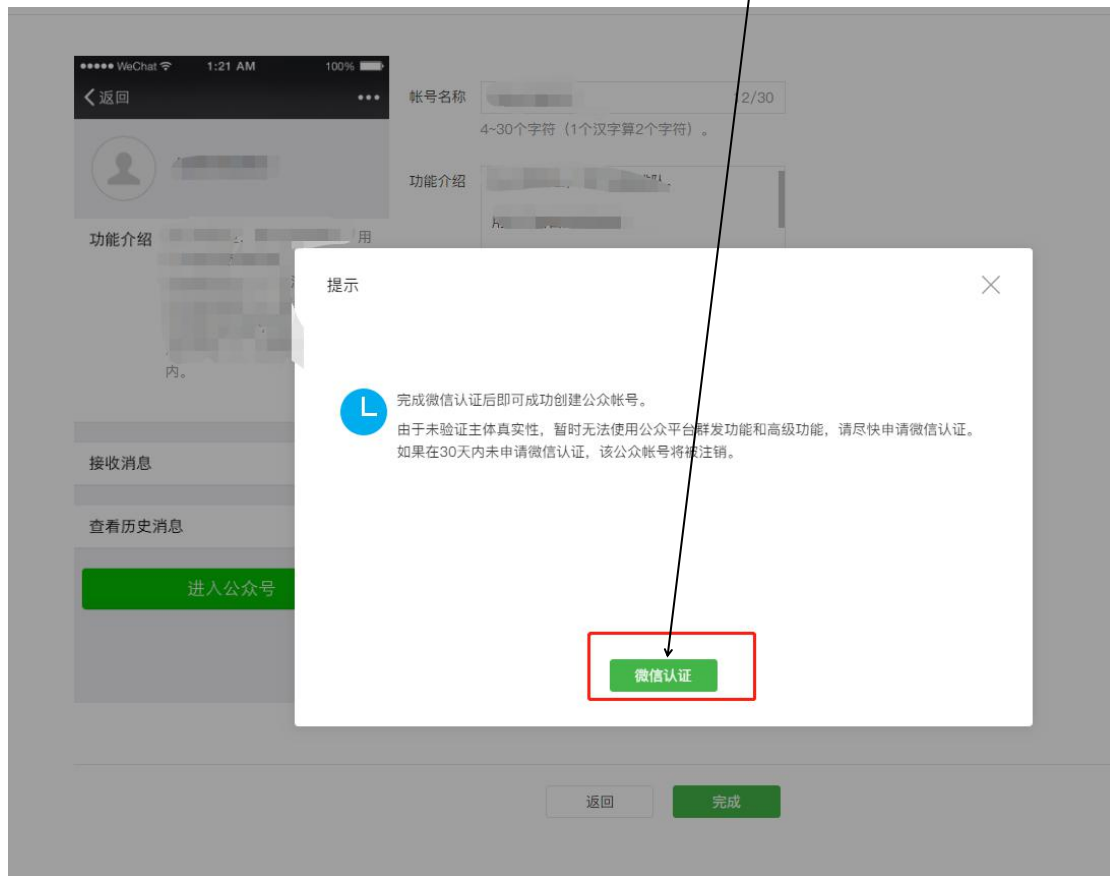 WeChat 1:21 AM 100%
返回
帐号名称 12/30
4~30个字符（1个汉字算2个字符）。
功能介绍
功能介绍 用
内。
接收消息
查看历史消息
进入公众号
提示
完成微信认证后即可成功创建公众帐号。
由于未验证主体真实性，暂时无法使用公众平台群发功能和高级功能，请尽快申请微信认证。
如果在30天内未申请微信认证，该公众帐号将被注销。
微信认证
返回 完成